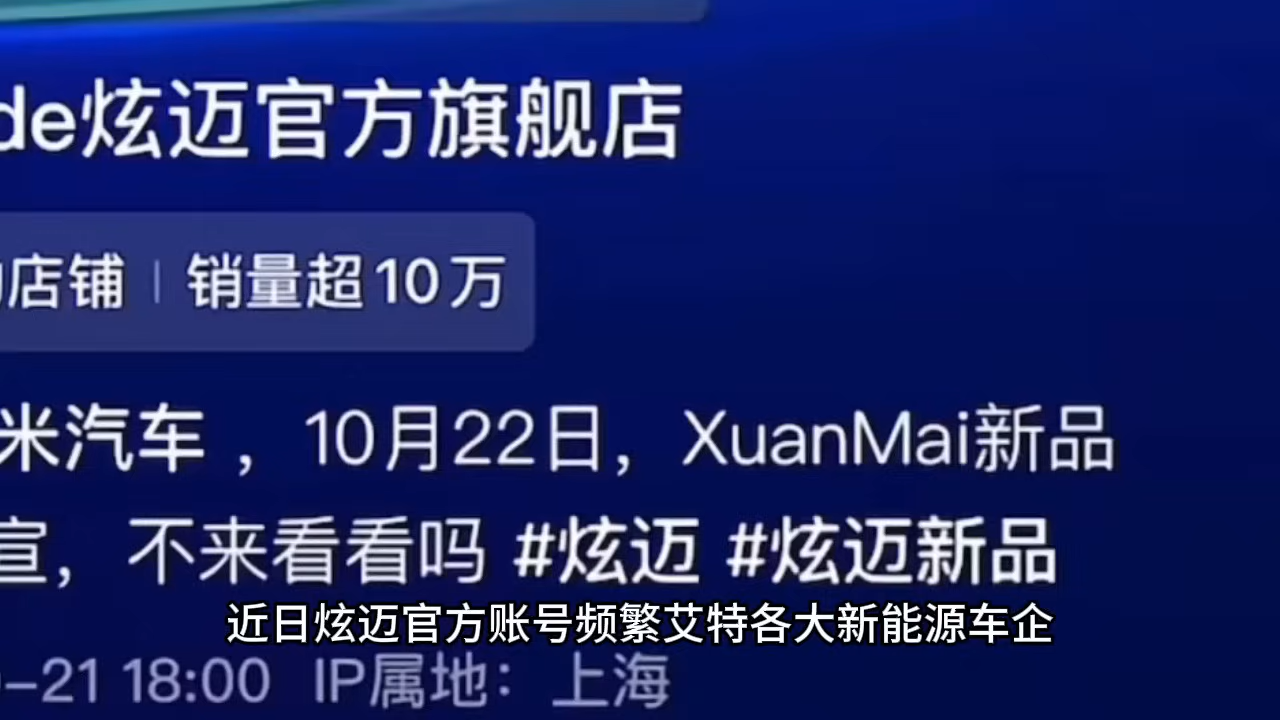 de炫迈官方旗舰店
店铺 | 销量超10万
米汽车，10月22日，XuanMai新品
宣，不来看看吗 #炫迈 #炫迈新品
近日炫迈官方账号频繁艾特各大新能源车企
-21 18:00 IP属地：上海